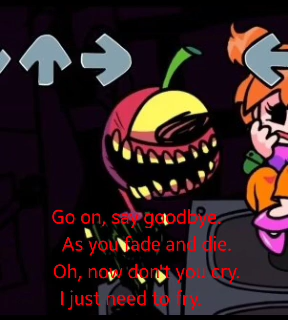 Go on, say goodbye.
As you fade and die.
Oh, now don't you cry.
I just need to fry.